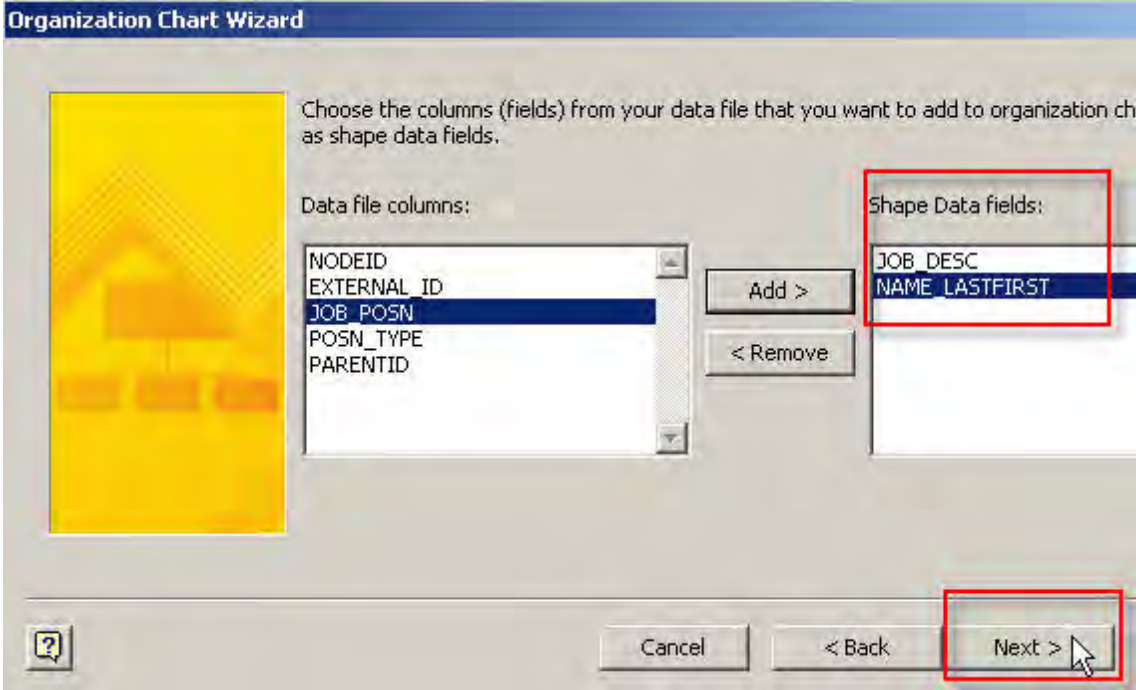 Organization Chart Wizard
Choose the columns (fields) from your data file that you want to add to organization ch
as shape data fields.
Data file columns:
NODEID
EXTERNAL_ID
JOB_POSN
POSN_TYPE
PARENTID
Add >
< Remove
Shape Data fields:
JOB_DESC
NAME_LASTFIRST
?
Cancel
< Back
Next >